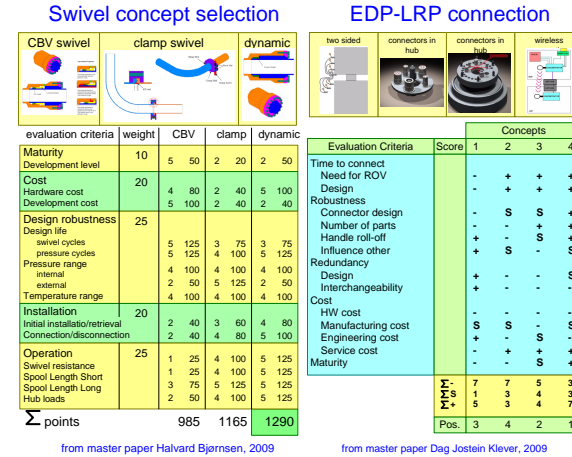 Swivel concept selection
CBV swivel clamp swivel dynamic
evaluation criteria weight CBV clamp dynamic
Maturity 10
Development level 5 50 2 20 2 50
Cost 20
Hardware cost 4 80 2 40 5 100
Development cost 5 100 2 40 2 40
Design robustness 25
Design life
swivel cycles 5 125 3 75 3 75
pressure cycles 5 125 4 100 5 125
Pressure range
internal 4 100 4 100 4 100
external 2 50 5 125 2 50
Temperature range 4 100 4 100 4 100
Installation 20
Initial installatio/retrieval 2 40 3 60 4 80
Connection/disconnection 2 40 4 80 5 100
Operation 25
Swivel resistance 1 25 4 100 5 125
Spool Length Short 1 25 4 100 5 125
Spool Length Long 3 75 5 125 5 125
Hub loads 2 50 4 100 5 125
Σ points 985 1165 1290
from master paper Halvard Bjørnsen, 2009
EDP-LRP connection
two sided connectors in hub connectors in hub wireless
Concepts
Evaluation Criteria Score 1 2 3 4
Time to connect
Need for ROV - + + +
Design - + + +
Robustness
Connector design - S S +
Number of parts - - + +
Handle roll-off + - S +
Influence other + S - S
Redundancy
Design + - - S
Interchangeability + - - -
Cost
HW cost - - - -
Manufacturing cost S S - S
Engineering cost + - S -
Service cost - + + +
Maturity - - S +
Σ - 7 7 5 3
Σ S 1 3 4 3
Σ + 5 3 4 7
Pos. 3 4 2 1
from master paper Dag Jostein Klever, 2009